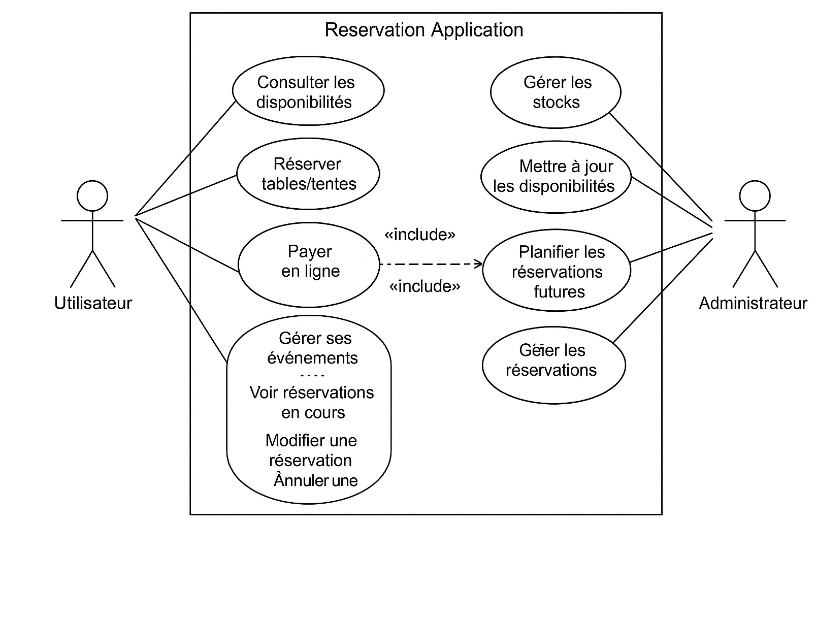 Reservation Application
Consulter les
disponibilités
Réserver
tables/tentes
Payer
en ligne
Gérer ses
événements
----
Voir réservations
en cours
Modifier une
réservation
Ànnuler une
«include»
«include»
Gérer les
stocks
Mettre à jour
les disponibilités
Planifier les
réservations
futures
les
réservations
Utilisateur
Administrateur